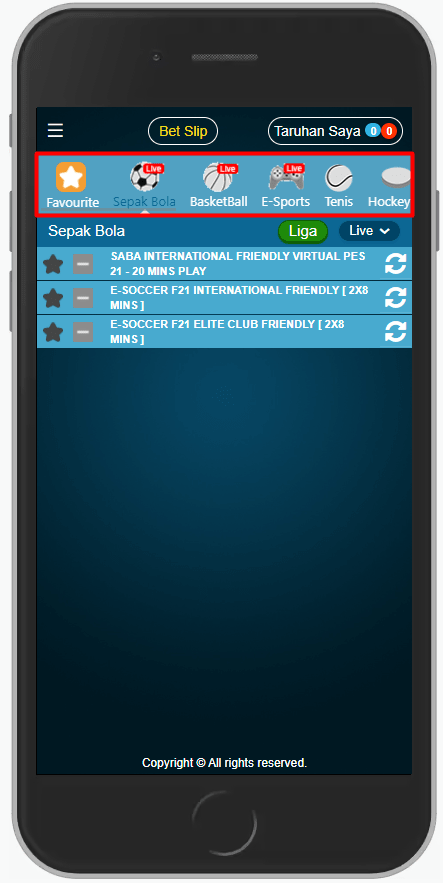 Bet Slip
Taruhan Saya 0 0
Live Live Live
Favourite Sepak Bola BasketBall E-Sports Tenis Hockey
Sepak Bola Liga Live
SABA INTERNATIONAL FRIENDLY VIRTUAL PES
21 - 20 MINS PLAY
E-SOCCER F21 INTERNATIONAL FRIENDLY [ 2X8
MINS ]
E-SOCCER F21 ELITE CLUB FRIENDLY [ 2X8
MINS ]
Copyright © All rights reserved.